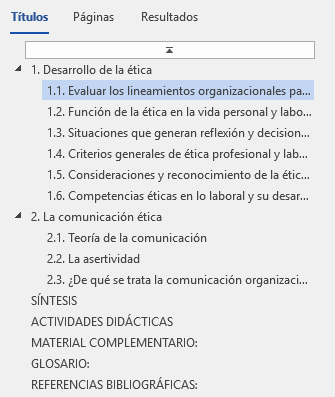 Títulos Páginas Resultados
1. Desarrollo de la ética
1.1. Evaluar los lineamientos organizacionales pa...
1.2. Función de la ética en la vida personal y labo...
1.3. Situaciones que generan reflexión y decision...
1.4. Criterios generales de ética profesional y lab...
1.5. Consideraciones y reconocimiento de la étic...
1.6. Competencias éticas en lo laboral y su desar...
2. La comunicación ética
2.1. Teoría de la comunicación
2.2. La asertividad
2.3. ¿De qué se trata la comunicación organizaci...
SÍNTESIS
ACTIVIDADES DIDÁCTICAS
MATERIAL COMPLEMENTARIO:
GLOSARIO:
REFERENCIAS BIBLIOGRÁFICAS: